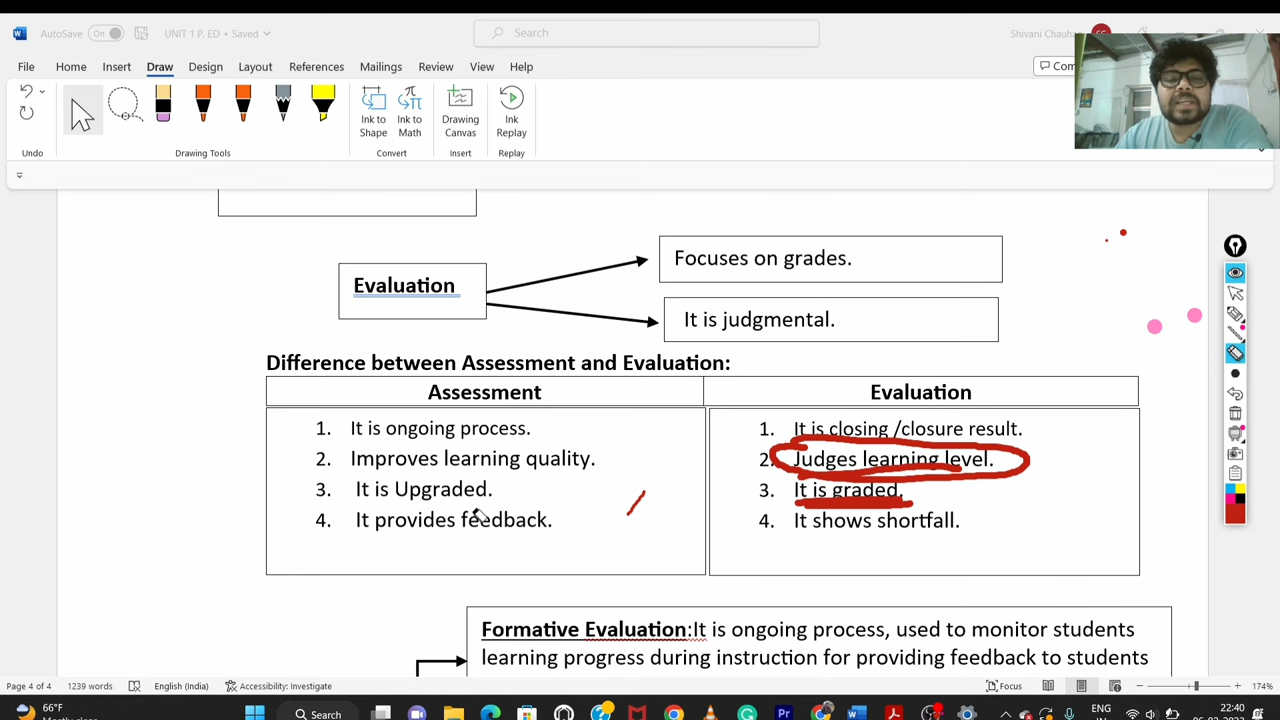 AutoSave On UNIT 1 P. ED • Saved Search Shivani Chauha
File Home Insert Draw Design Layout References Mailings Review View Help Com
Undo
Drawing Tools
Ink to Shape
Ink to Math
Convert
Drawing Canvas
Insert
Ink Replay
Replay
Focuses on grades.
Evaluation
It is judgmental.
Difference between Assessment and Evaluation:
Assessment Evaluation
1. It is ongoing process.
2. Improves learning quality.
3. It is Upgraded.
4. It provides feedback.
1. It is closing /closure result.
2. Judges learning level.
3. It is graded.
4. It shows shortfall.
Formative Evaluation:It is ongoing process, used to monitor students
learning progress during instruction for providing feedback to students
Page 4 of 4 1239 words English (India) Accessibility: Investigate Focus 174%
66°F
Search
ENG
22:40